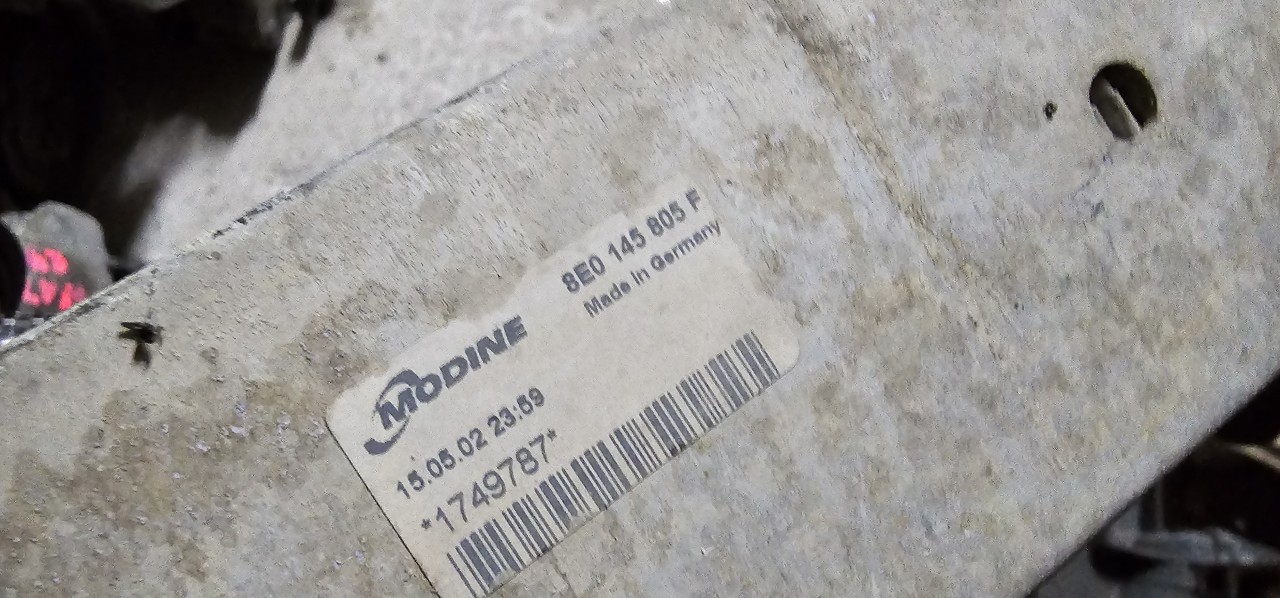 MODINE
8E0 145 805 F
Made in Germany
15.05.02 23:59
*1749787*